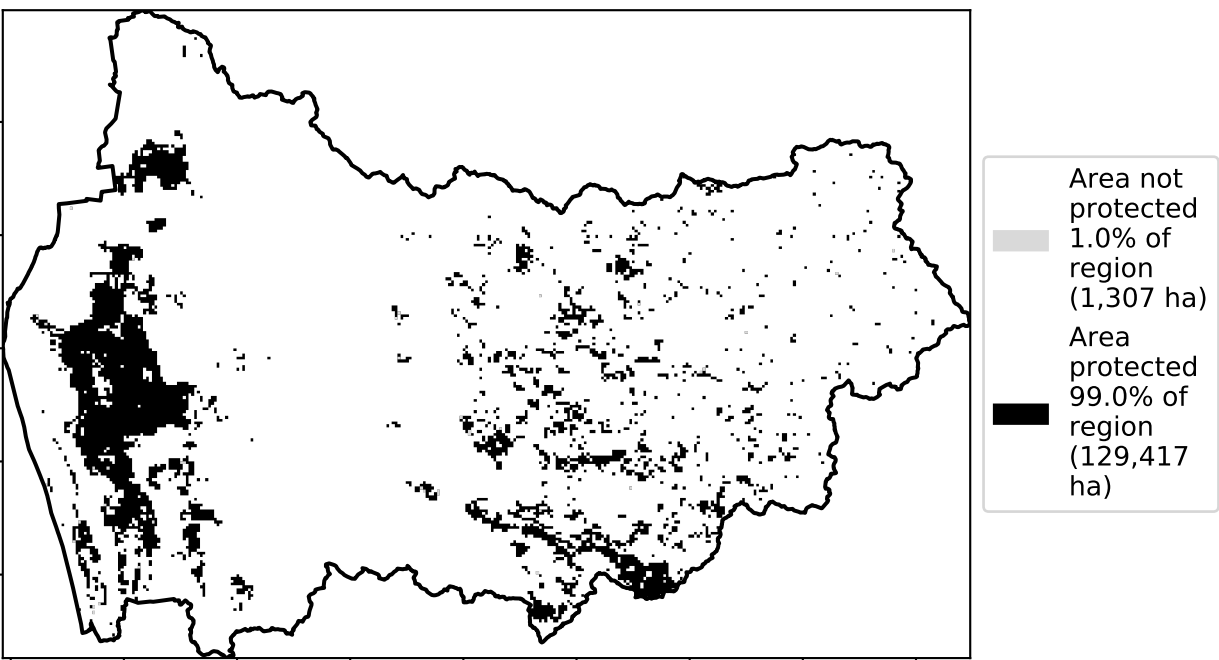 Area not
protected
1.0% of
region
(1,307 ha)
Area
protected
99.0% of
region
(129,417
ha)